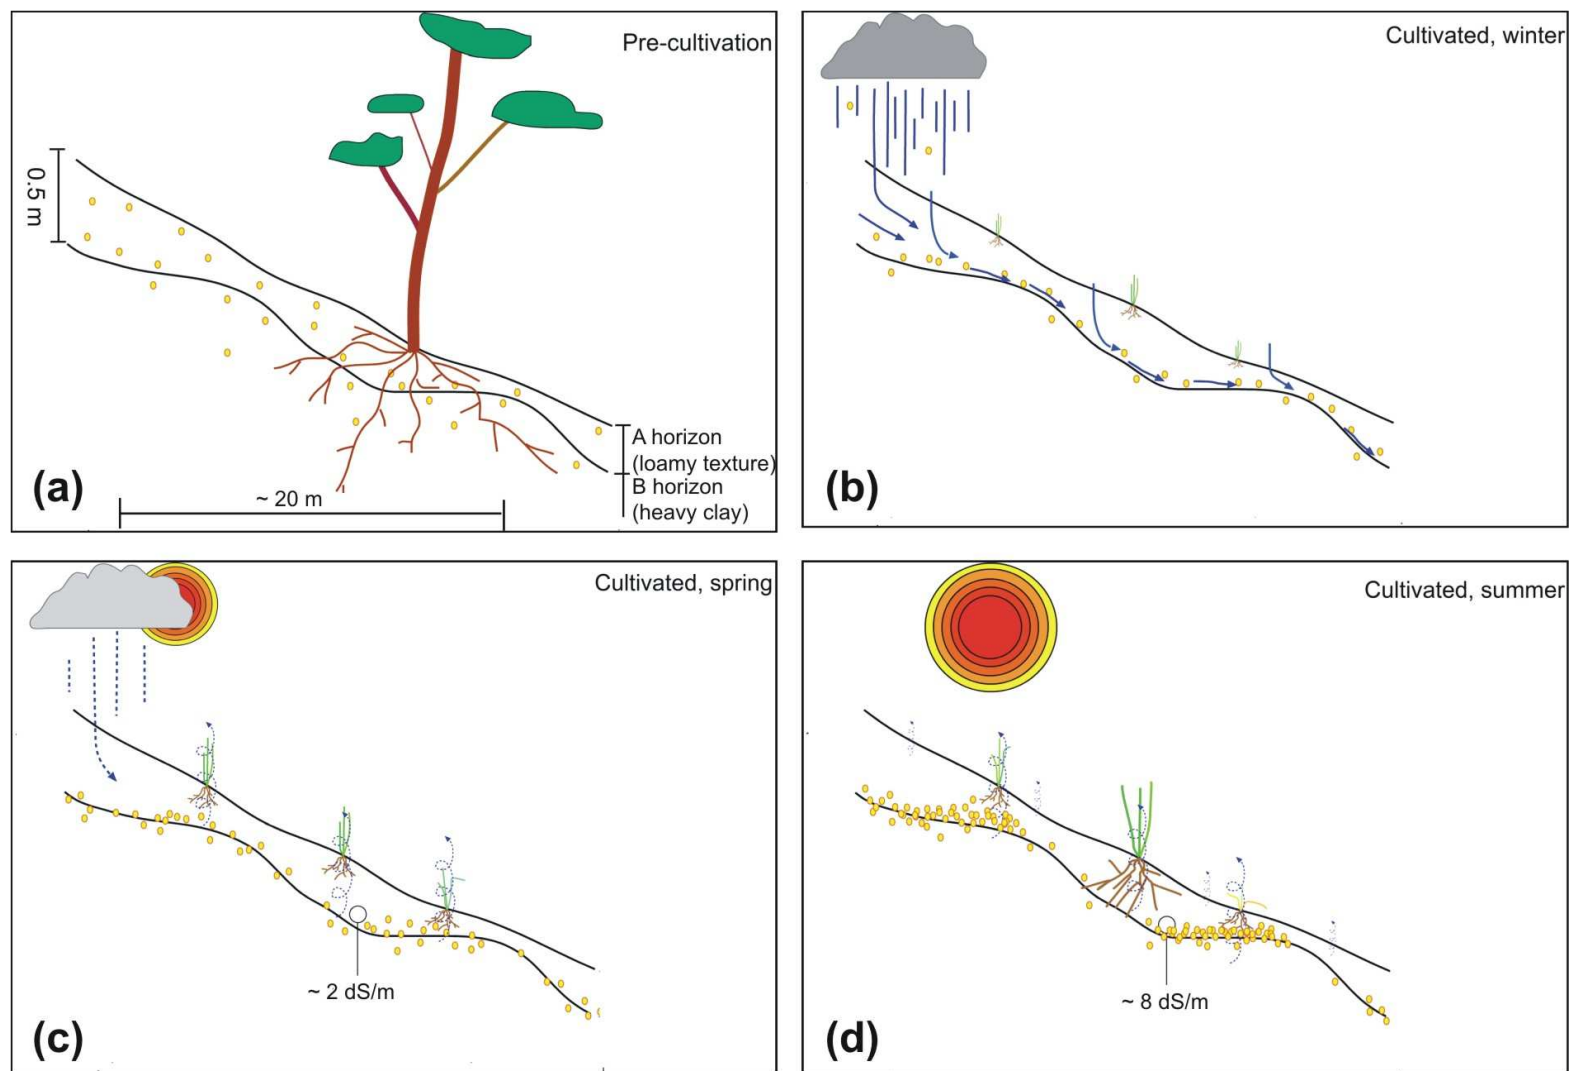 Pre-cultivation
0.5 m
A horizon
(loamy texture)
B horizon
(heavy clay)
~ 20 m
(a)
Cultivated, winter
(b)
Cultivated, spring
~ 2 dS/m
(c)
Cultivated, summer
~ 8 dS/m
(d)